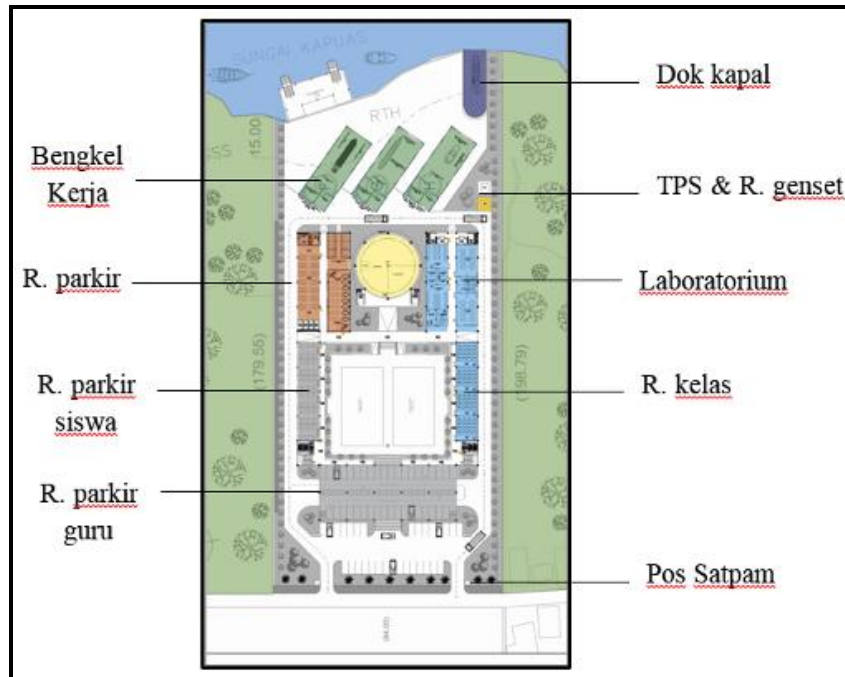 SUNGAI KAPUAS
Dok kapal
RTH
15.00
Bengkel
Kerja
TPS & R. genset
R. parkir
Laboratorium
(179.55)
(198.79)
R. parkir
siswa
R. kelas
R. parkir
guru
Pos Satpam